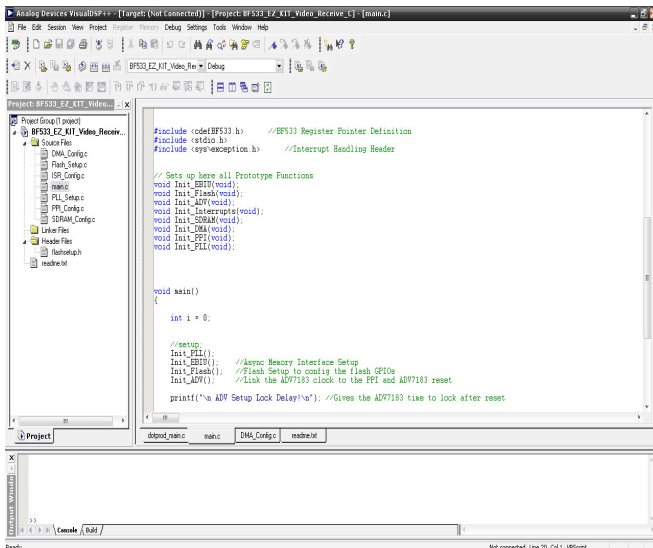 Analog Devices VisualDSP++ - [Target: (Not Connected)] - [Project: BF533_EZ_KIT_Video_Receive_C] - [main.c]
File Edit Session View Project Register Memory Debug Settings Tools Window Help
BF533_EZ_KIT_Video_Rec Debug
Project: BF533_EZ_KIT_Video...
Project Group (1 project)
BF533_EZ_KIT_Video_Receiv...
Source Files
DMA_Config.c
Flash_Setup.c
ISR_Config.c
main.c
PLL_Setup.c
PPI_Config.c
SDRAM_Config.c
Linker Files
Header Files
flashsetup.h
readme.txt
Project
#include <cdefBF533.h> //BF533 Register Pointer Definition
#include <stdio.h>
#include <sys\exception.h> //Interrupt Handling Header
// Sets up here all Prototype Functions
void Init_EBIU(void);
void Init_Flash(void);
void Init_ADV(void);
void Init_Interrupts(void);
void Init_SDRAM(void);
void Init_DMA(void);
void Init_PPI(void);
void Init_PLL(void);
void main()
{
int i = 0;
//setup;
Init_PLL();
Init_EBIU(); //Async Memory Interface Setup
Init_Flash(); //Flash Setup to config the flash GPIOs
Init_ADV(); //Link the ADV7183 clock to the PPI and ADV7183 reset
printf("\n ADV Setup Lock Delay!\n"); //Gives the ADV7183 time to lock after reset
dotprod_main.c main.c DMA_Config.c readme.txt
Output Windo
>>
Console Build
Ready Not connected Line 20, Col 1 VBScript